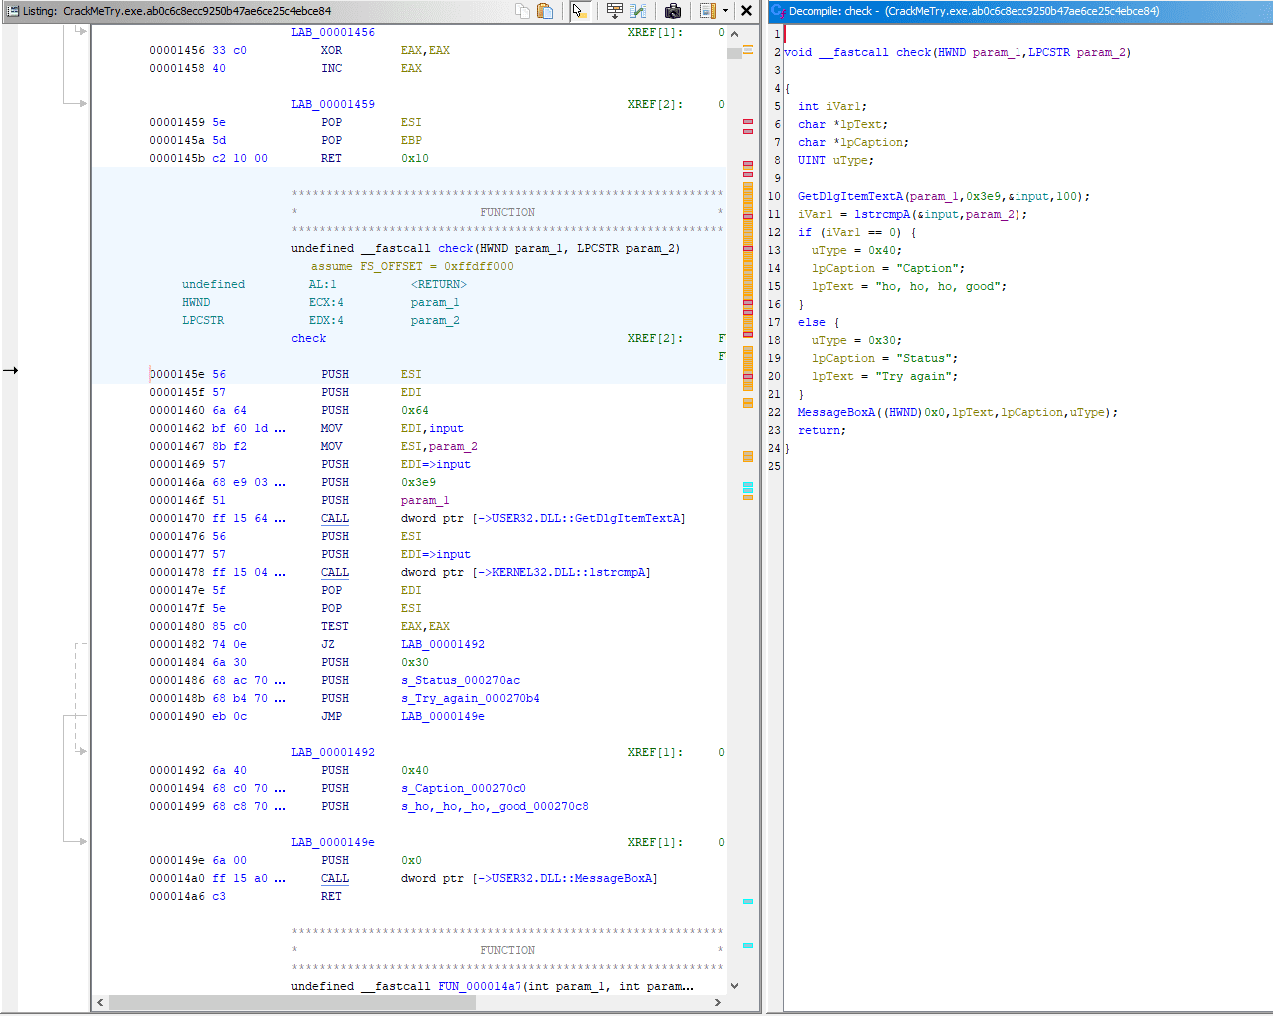 Listing: CrackMeTry.exe.ab0c6c8ecc9250b47ae6ce25c4ebce84
LAB_00001456 XREF[1]: 0
00001456 33 c0 XOR EAX,EAX
00001458 40 INC EAX
LAB_00001459 XREF[2]: 0
00001459 5e POP ESI
0000145a 5d POP EBP
0000145b c2 10 00 RET 0x10
**************************************************************
* FUNCTION *
**************************************************************
undefined __fastcall check(HWND param_1, LPCSTR param_2)
assume FS_OFFSET = 0xffdff000
undefined AL:1 <RETURN>
HWND ECX:4 param_1
LPCSTR EDX:4 param_2
check XREF[2]: F
F
0000145e 56 PUSH ESI
0000145f 57 PUSH EDI
00001460 6a 64 PUSH 0x64
00001462 bf 60 1d ... MOV EDI,input
00001467 8b f2 MOV ESI,param_2
00001469 57 PUSH EDI=>input
0000146a 68 e9 03 ... PUSH 0x3e9
0000146f 51 PUSH param_1
00001470 ff 15 64 ... CALL dword ptr [->USER32.DLL::GetDlgItemTextA]
00001476 56 PUSH ESI
00001477 57 PUSH EDI=>input
00001478 ff 15 04 ... CALL dword ptr [->KERNEL32.DLL::lstrcmpA]
0000147e 5f POP EDI
0000147f 5e POP ESI
00001480 85 c0 TEST EAX,EAX
00001482 74 0e JZ LAB_00001492
00001484 6a 30 PUSH 0x30
00001486 68 ac 70 ... PUSH s_Status_000270ac
0000148b 68 b4 70 ... PUSH s_Try_again_000270b4
00001490 eb 0c JMP LAB_0000149e
LAB_00001492 XREF[1]: 0
00001492 6a 40 PUSH 0x40
00001494 68 c0 70 ... PUSH s_Caption_000270c0
00001499 68 c8 70 ... PUSH s_ho,_ho,_ho,_good_000270c8
LAB_0000149e XREF[1]: 0
0000149e 6a 00 PUSH 0x0
000014a0 ff 15 a0 ... CALL dword ptr [->USER32.DLL::MessageBoxA]
000014a6 c3 RET
**************************************************************
* FUNCTION *
**************************************************************
undefined __fastcall FUN_000014a7(int param_1, int param...
Decompile: check - (CrackMeTry.exe.ab0c6c8ecc9250b47ae6ce25c4ebce84)
1
2 void __fastcall check(HWND param_1,LPCSTR param_2)
3
4 {
5 int iVar1;
6 char *lpText;
7 char *lpCaption;
8 UINT uType;
9
10 GetDlgItemTextA(param_1,0x3e9,&input,100);
11 iVar1 = lstrcmpA(&input,param_2);
12 if (iVar1 == 0) {
13 uType = 0x40;
14 lpCaption = "Caption";
15 lpText = "ho, ho, ho, good";
16 }
17 else {
18 uType = 0x30;
19 lpCaption = "Status";
20 lpText = "Try again";
21 }
22 MessageBoxA((HWND)0x0,lpText,lpCaption,uType);
23 return;
24 }
25